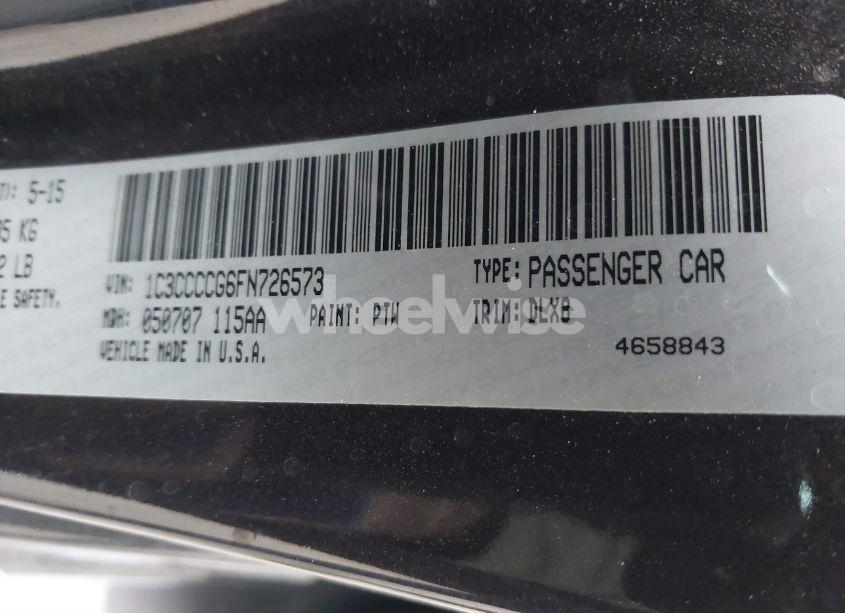 T): 5-15
05 KG
2 LB
E SAFETY.
VIN: 1C3CCCCG6FN726573 TYPE: PASSENGER CAR
MDH: 050707 115AA PAINT: PTW TRIM: DLX8
VEHICLE MADE IN U.S.A. 4658843
wheelwise